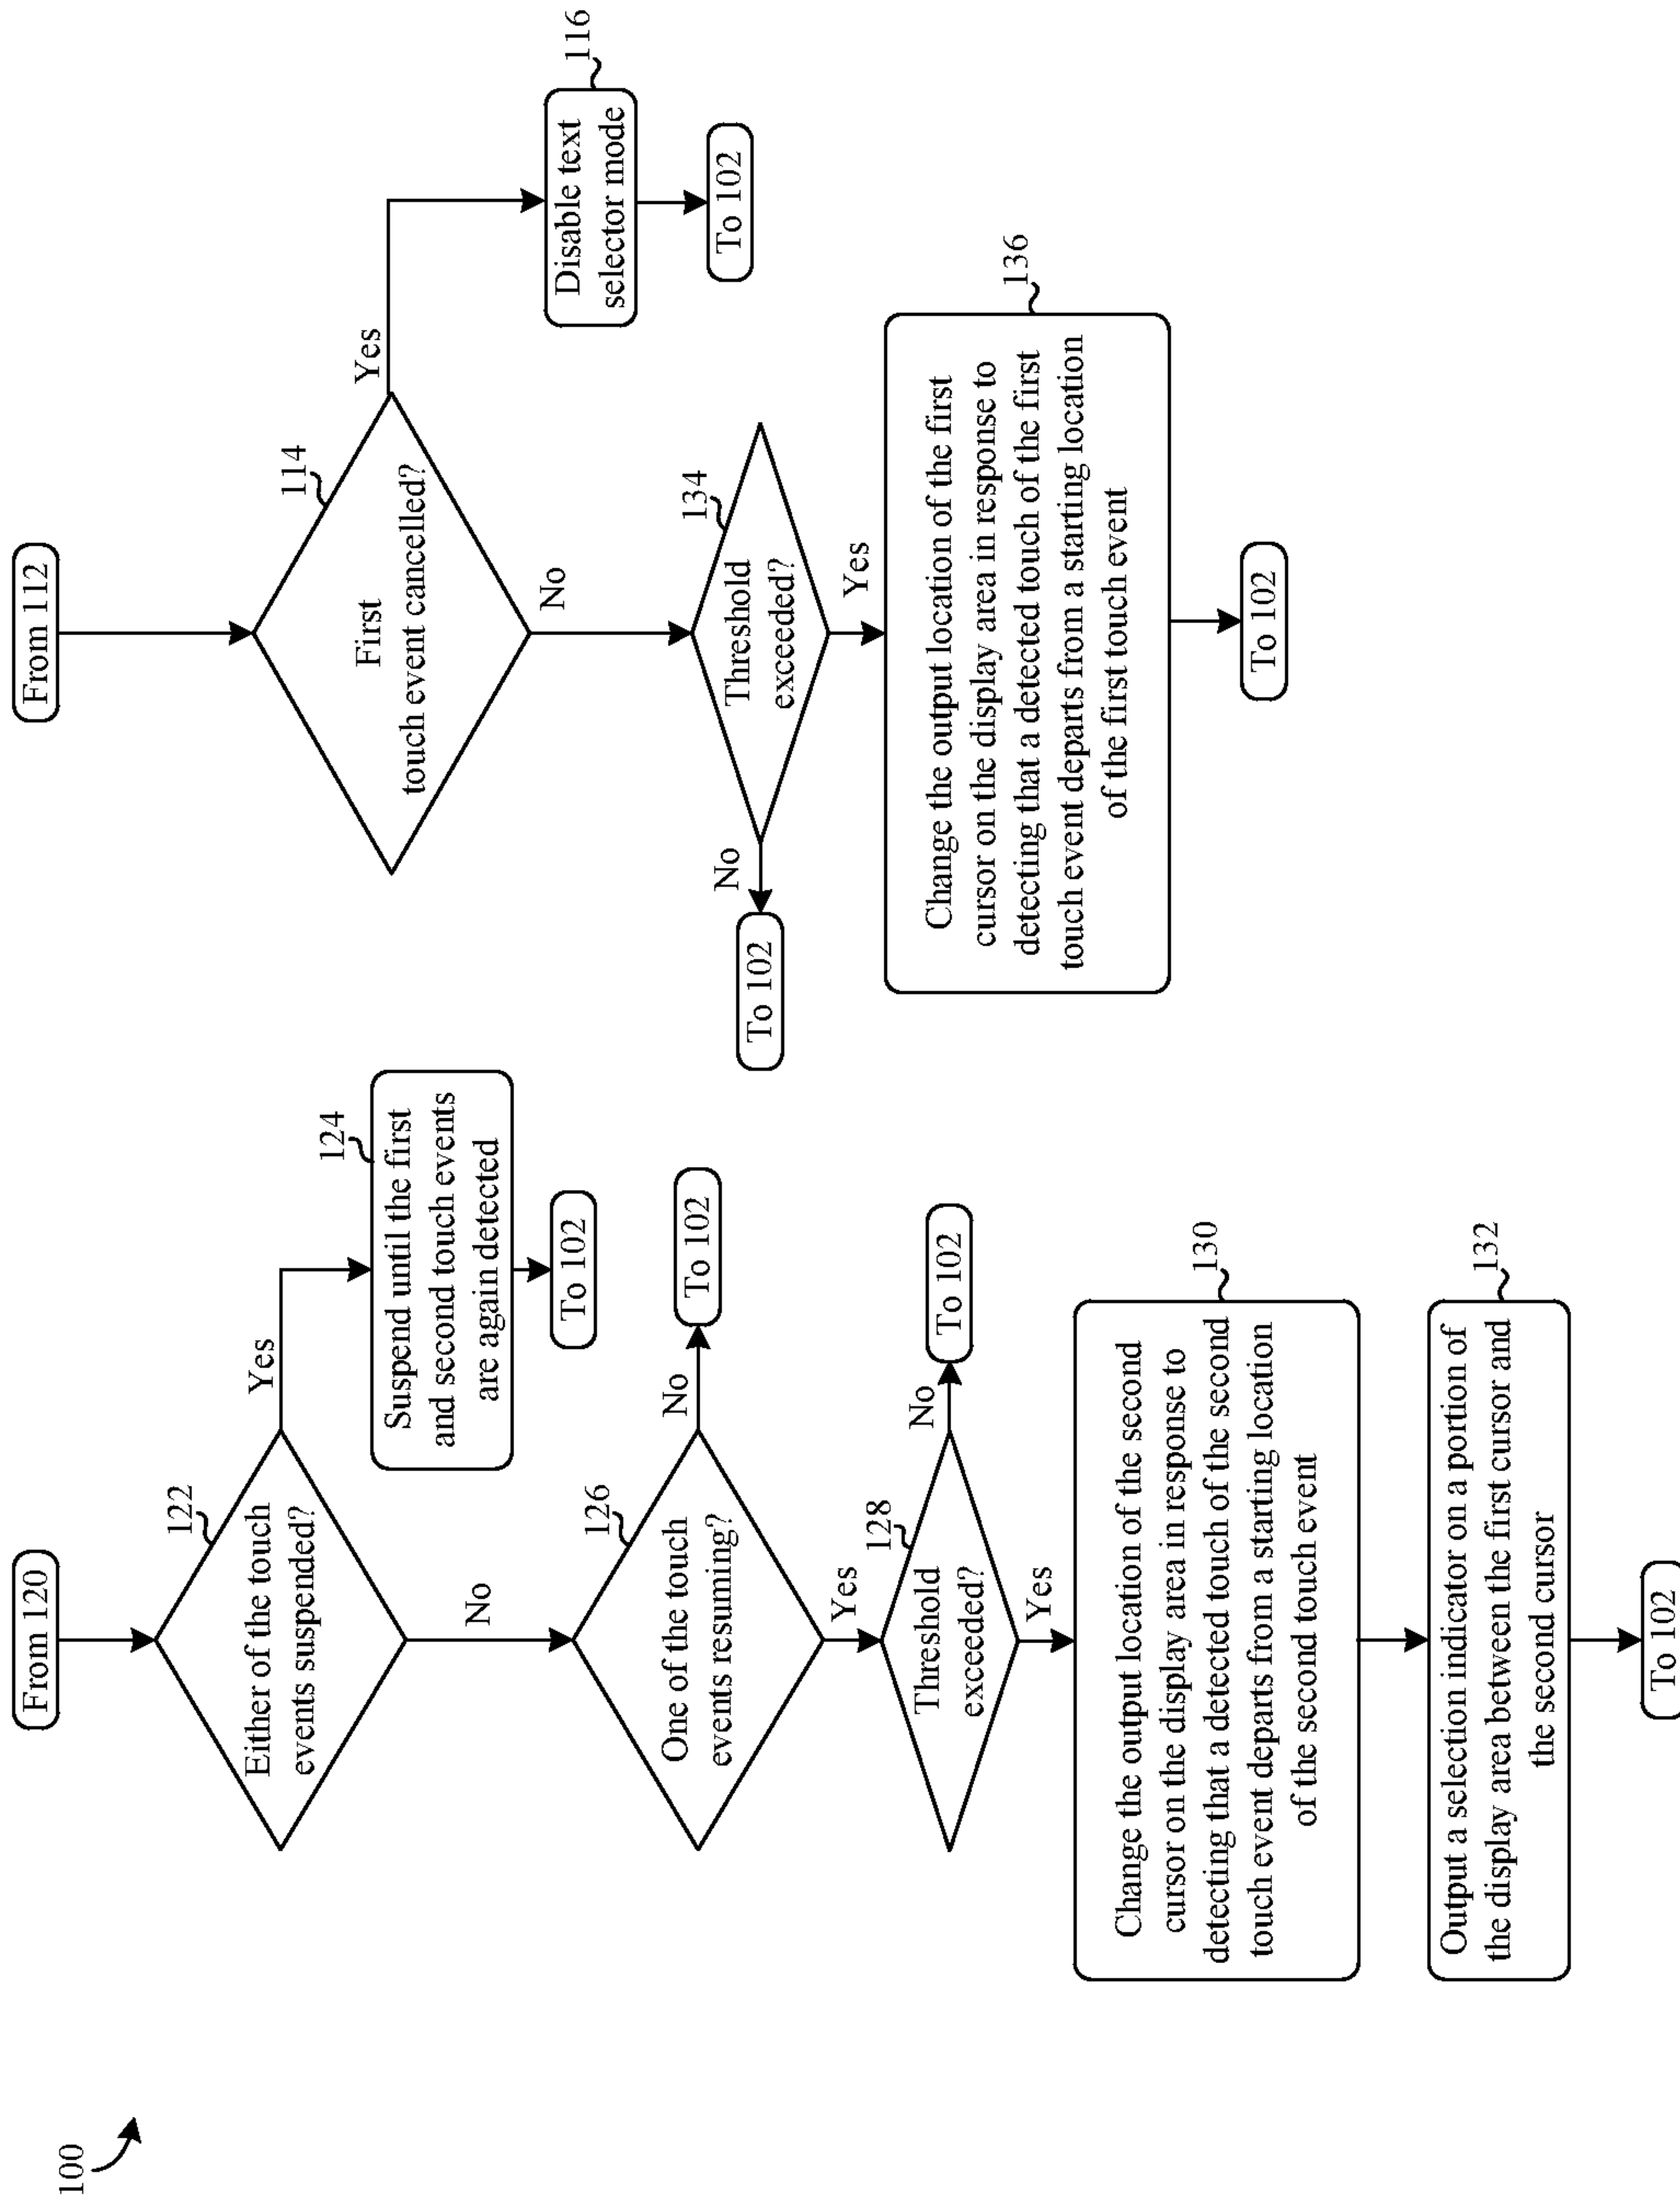 100
From 120
122
Either of the touch
events suspended?
Yes
124
Suspend until the first
and second touch events
are again detected
To 102
No
126
One of the touch
events resuming?
No
To 102
Yes
128
Threshold
exceeded?
No
To 102
Yes
130
Change the output location of the second
cursor on the display area in response to
detecting that a detected touch of the second
touch event departs from a starting location
of the second touch event
132
Output a selection indicator on a portion of
the display area between the first cursor and
the second cursor
To 102
From 112
114
First
touch event cancelled?
Yes
116
Disable text
selector mode
To 102
No
134
Threshold
exceeded?
No
To 102
Yes
136
Change the output location of the first
cursor on the display area in response to
detecting that a detected touch of the first
touch event departs from a starting location
of the first touch event
To 102